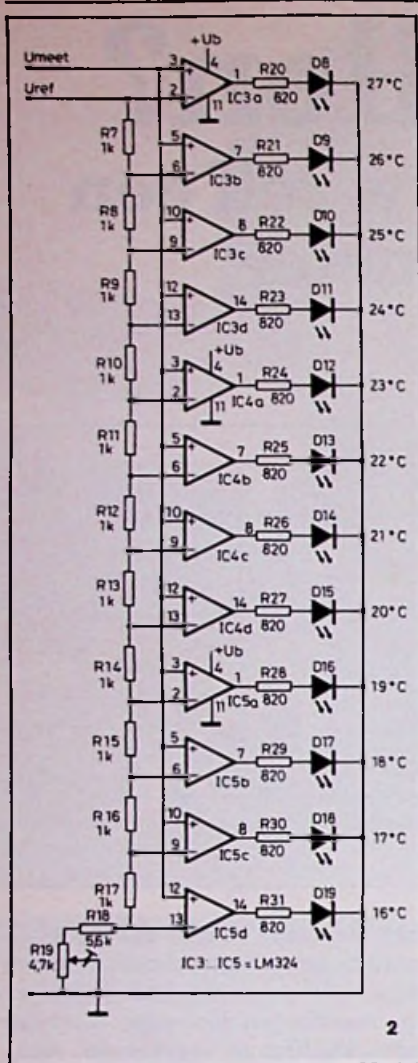 +Ub
Umeet
3 4 1 R20 D8
Uref
2 11 IC3a 820 27°C
R7
1k
5 7 R21 D9
6 IC3b 820 26°C
R8
1k
10 8 R22 D10
9 IC3c 820 25°C
R9
1k
12 14 R23 D11
13 IC3d 820 24°C
R10
1k
+Ub
3 4 1 R24 D12
2 11 IC4a 820 23°C
R11
1k
5 7 R25 D13
6 IC4b 820 22°C
R12
1k
10 8 R26 D14
9 IC4c 820 21°C
R13
1k
12 14 R27 D15
13 IC4d 820 20°C
R14
1k
+Ub
3 4 1 R28 D16
2 11 IC5a 820 19°C
R15
1k
5 7 R29 D17
6 IC5b 820 18°C
R16
1k
10 8 R30 D18
9 IC5c 820 17°C
R17
1k
12 14 R31 D19
13 IC5d 820 16°C
R18
5,6k
R19
4,7k
IC3...IC5 = LM324
2